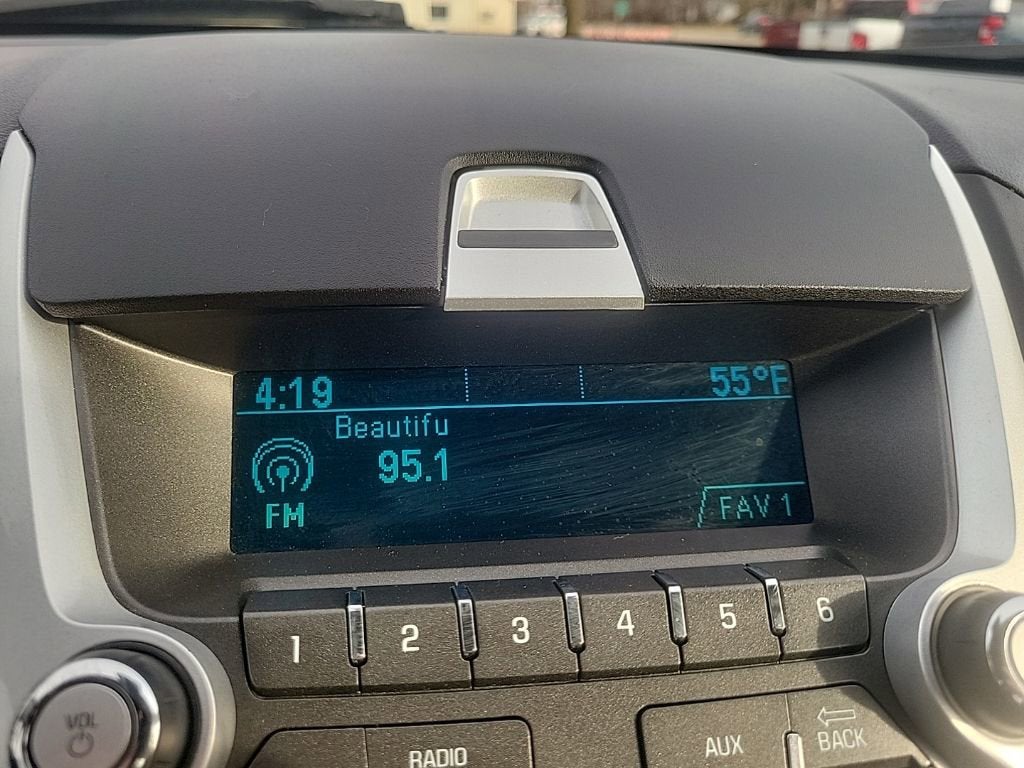 4:19 55°F
Beautifu
95.1
FM
FAV 1
1 2 3 4 5 6
VOL
RADIO
AUX
BACK